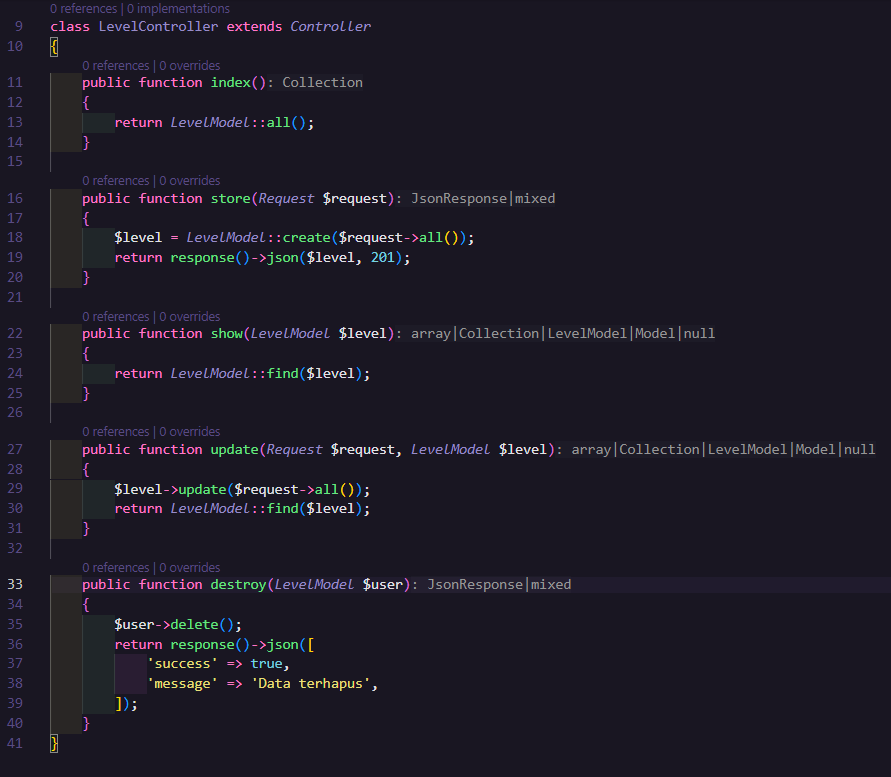 0 references | 0 implementations
9 class LevelController extends Controller
10 {
0 references | 0 overrides
11 public function index(): Collection
12 {
13 return LevelModel::all();
14 }
15
0 references | 0 overrides
16 public function store(Request $request): JsonResponse|mixed
17 {
18 $level = LevelModel::create($request->all());
19 return response()->json($level, 201);
20 }
21
0 references | 0 overrides
22 public function show(LevelModel $level): array|Collection|LevelModel|Model|null
23 {
24 return LevelModel::find($level);
25 }
26
0 references | 0 overrides
27 public function update(Request $request, LevelModel $level): array|Collection|LevelModel|Model|null
28 {
29 $level->update($request->all());
30 return LevelModel::find($level);
31 }
32
0 references | 0 overrides
33 public function destroy(LevelModel $user): JsonResponse|mixed
34 {
35 $user->delete();
36 return response()->json([
37 'success' => true,
38 'message' => 'Data terhapus',
39 ]);
40 }
41 }